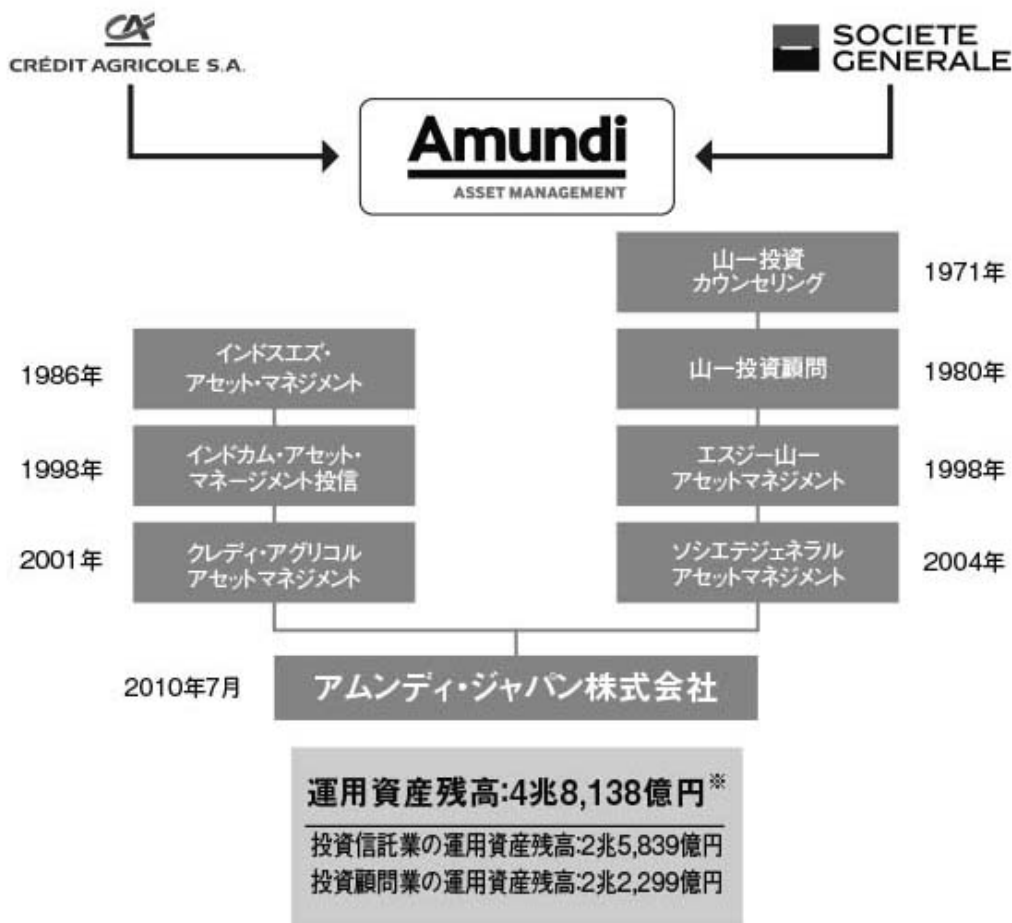 CA
CRÉDIT AGRICOLE S.A.
SOCIETE
GENERALE
Amundi
ASSET MANAGEMENT
山一投資
カウンセリング
1971年
1986年
インドスエズ・
アセット・マネジメント
山一投資顧問
1980年
1998年
インドカム・アセット・
マネージメント投信
エスジー山一
アセットマネジメント
1998年
2001年
クレディ・アグリコル
アセットマネジメント
ソシエテジェネラル
アセットマネジメント
2004年
2010年7月
アムンディ・ジャパン株式会社
運用資産残高:4兆8,138億円※
投資信託業の運用資産残高:2兆5,839億円
投資顧問業の運用資産残高:2兆2,299億円